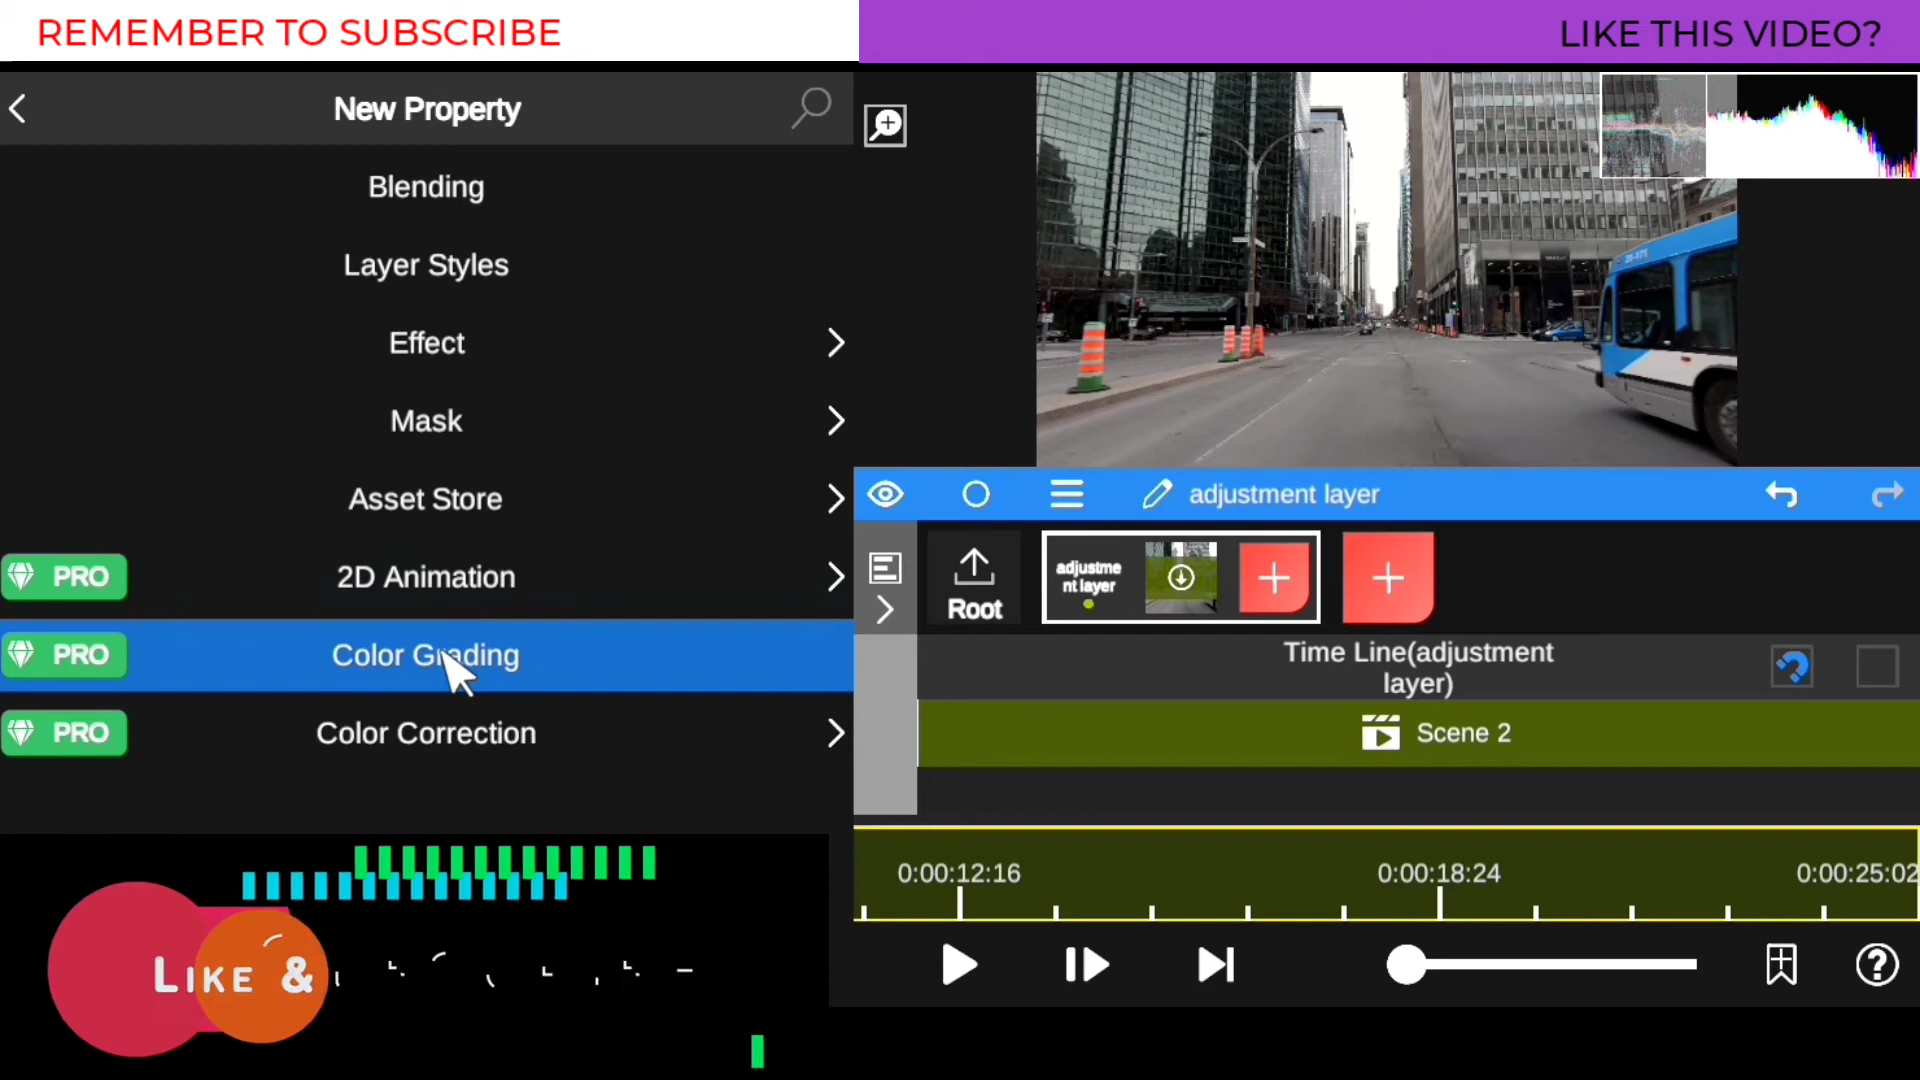 REMEMBER TO SUBSCRIBE
LIKE THIS VIDEO?
New Property
Blending
Layer Styles
Effect
Mask
Asset Store
PRO 2D Animation
PRO Color Grading
PRO Color Correction
adjustment layer
adjustme
nt layer
Root
Time Line(adjustment
layer)
Scene 2
0:00:12:16
0:00:18:24
0:00:25:02
LIKE &